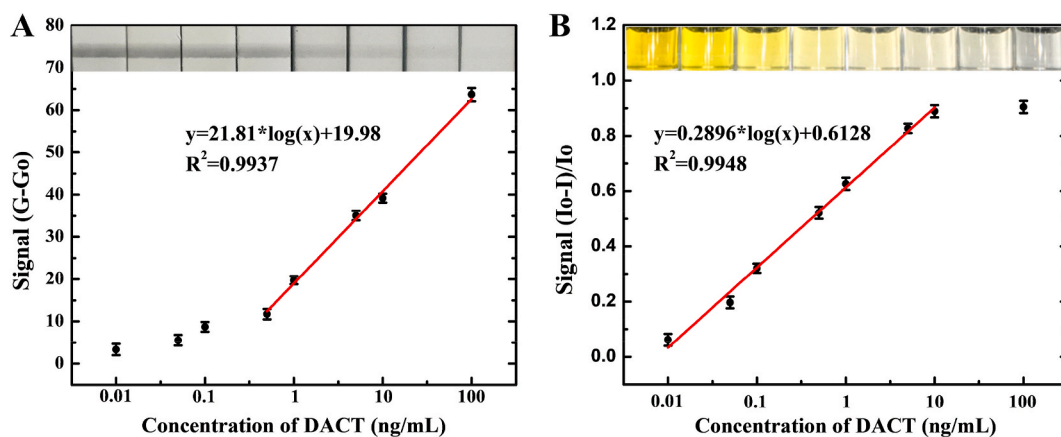 A
80
70
60
50
40
30
20
10
0
Signal (G-Go)
y=21.81*log(x)+19.98
R²=0.9937
0.01 0.1 1 10 100
Concentration of DACT (ng/mL)
B
1.2
1.0
0.8
0.6
0.4
0.2
0.0
Signal (Io-I)/Io
y=0.2896*log(x)+0.6128
R²=0.9948
0.01 0.1 1 10 100
Concentration of DACT (ng/mL)